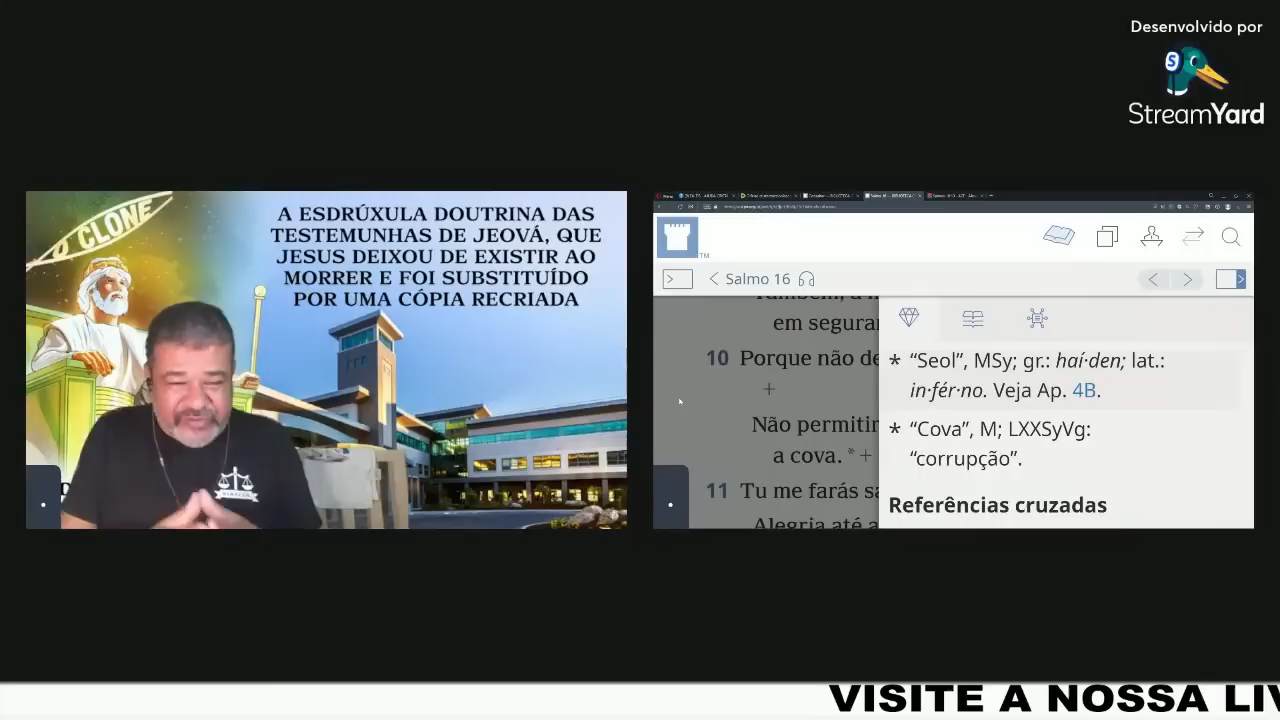 Desenvolvido por
StreamYard
O CLONE
A ESDRÚXULA DOUTRINA DAS
TESTEMUNHAS DE JEOVÁ, QUE
JESUS DEIXOU DE EXISTIR AO
MORRER E FOI SUBSTITUÍDO
POR UMA CÓPIA RECRIADA
TM
Salmo 16
em segurar
10 Porque não de
+
Não permitir
a cova. * +
11 Tu me farás sa
Alegria até a
* “Seol”, MSy; gr.: haí·den; lat.:
in·fér·no. Veja Ap. 4B.
* “Cova”, M; LXXSyVg:
“corrupção”.
Referências cruzadas
VISITE A NOSSA LIV